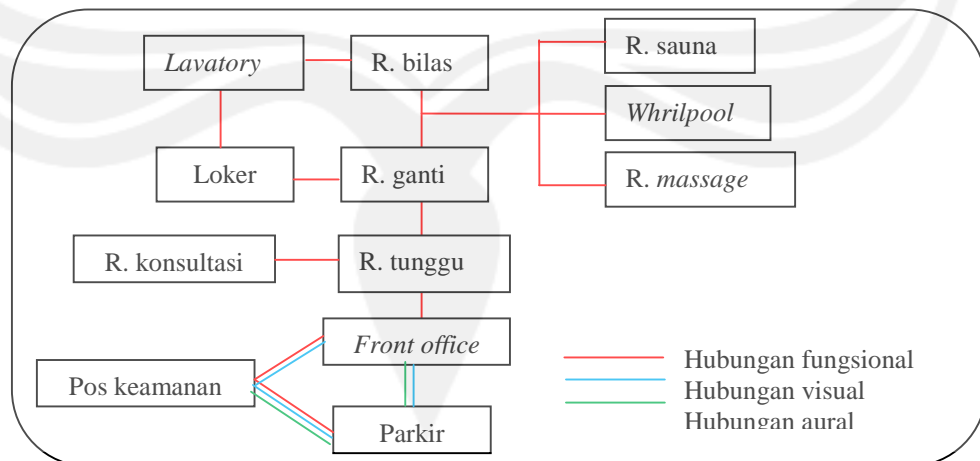 Lavatory
R. bilas
R. sauna
Whrilpool
Loker
R. ganti
R. massage
R. konsultasi
R. tunggu
Front office
Pos keamanan
Parkir
Hubungan fungsional
Hubungan visual
Hubungan aural